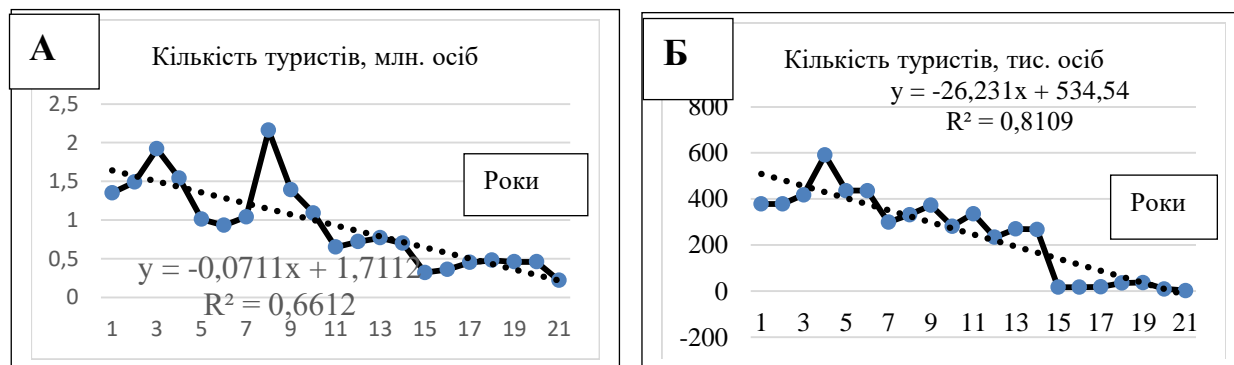 А
Кількість туристів, млн. осіб
2,5
2
1,5
1
0,5
0
Роки
y = -0,0711x + 1,7112
R² = 0,6612
1 3 5 7 9 11 13 15 17 19 21
Б
Кількість туристів, тис. осіб
y = -26,231x + 534,54
R² = 0,8109
800
600
400
200
0
-200
Роки
1 3 5 7 9 11 13 15 17 19 21